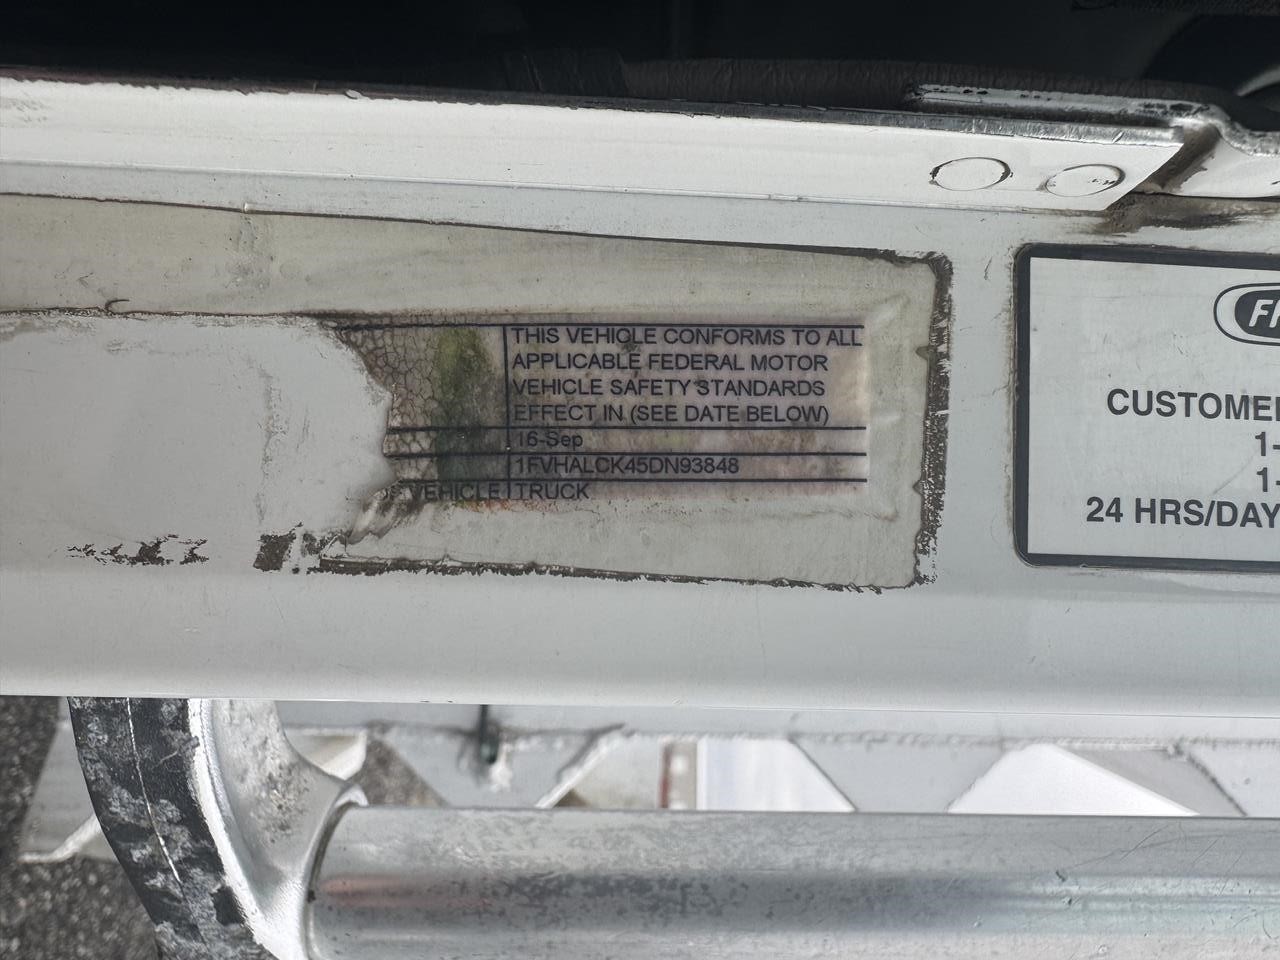 THIS VEHICLE CONFORMS TO ALL
APPLICABLE FEDERAL MOTOR
VEHICLE SAFETY STANDARDS
EFFECT IN (SEE DATE BELOW)
16-Sep
1FVHALCK45DN93848
VEHICLE TRUCK
CUSTOME
1-
1-
24 HRS/DAY